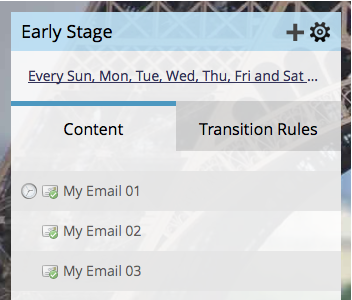 Early Stage
Every Sun, Mon, Tue, Wed, Thu, Fri and Sat ...
Content
Transition Rules
My Email 01
My Email 02
My Email 03